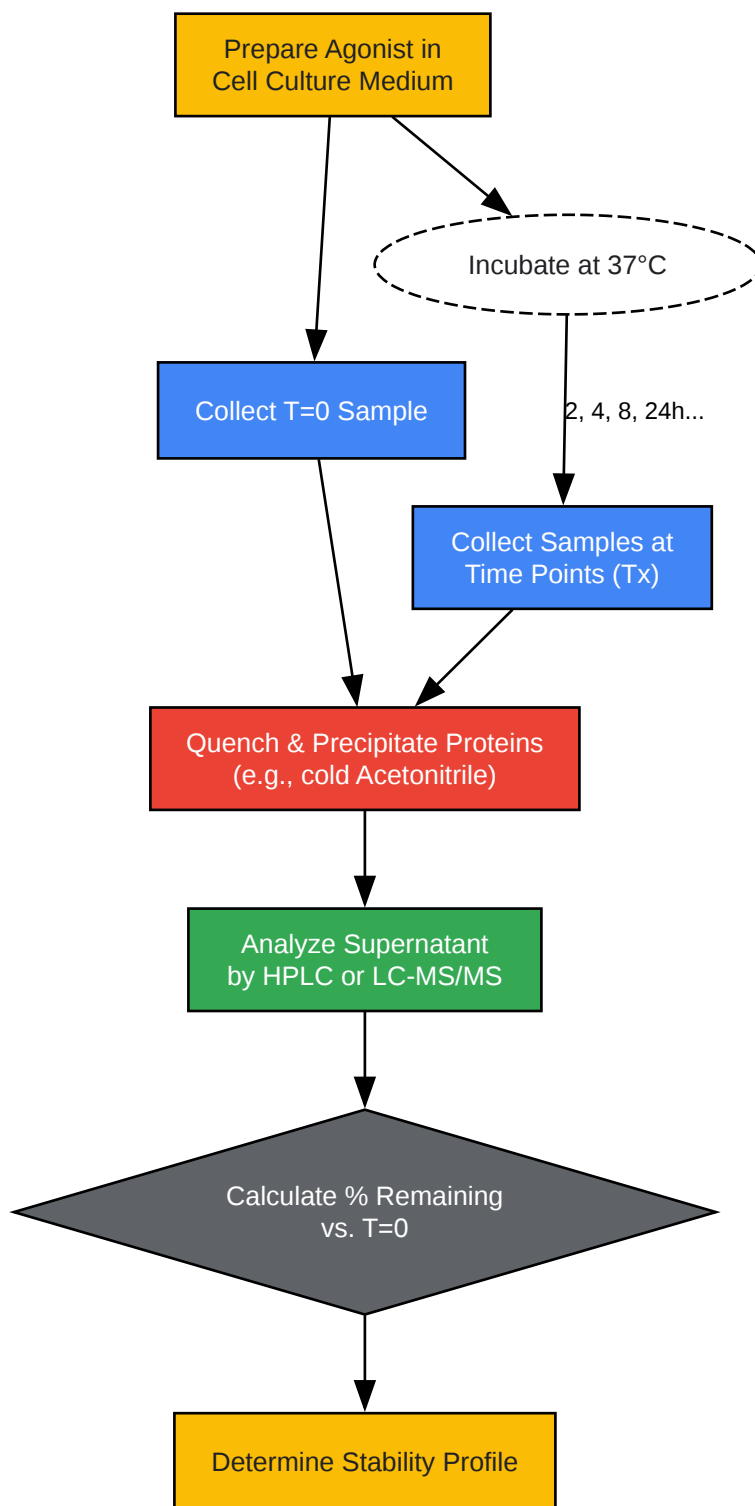 Prepare Agonist in
Cell Culture Medium
Incubate at 37°C
Collect T=0 Sample
2, 4, 8, 24h...
Collect Samples at
Time Points (Tx)
Quench & Precipitate Proteins
(e.g., cold Acetonitrile)
Analyze Supernatant
by HPLC or LC-MS/MS
Calculate % Remaining
vs. T=0
Determine Stability Profile